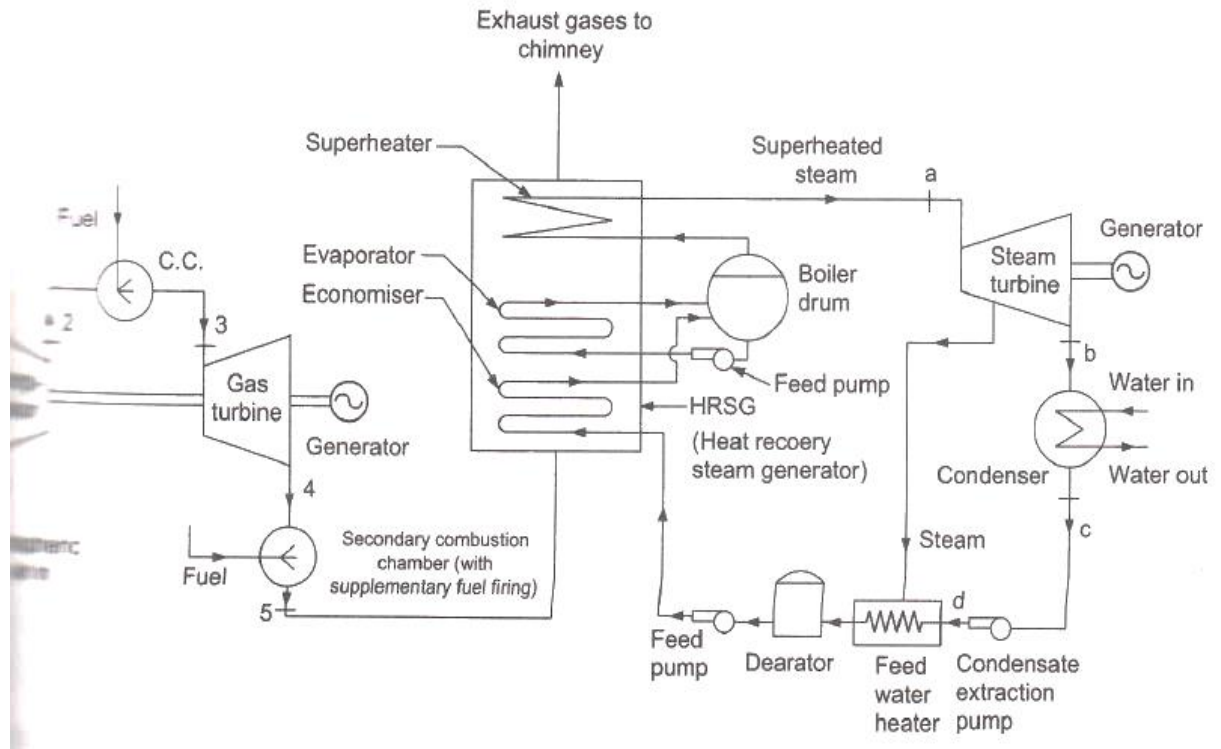 Exhaust gases to
chimney
Superheater
Superheated
steam
a
Fuel
C.C.
Evaporator
Economiser
Boiler
drum
Steam
turbine
Generator
2
3
b
Feed pump
Water in
Gas
turbine
HRSG
Generator
(Heat recoery
steam generator)
Condenser
Water out
4
c
Secondary combustion
chamber (with
supplementary fuel firing)
Steam
Fuel
5
d
Feed
pump
Dearator
Feed
water
heater
Condensate
extraction
pump